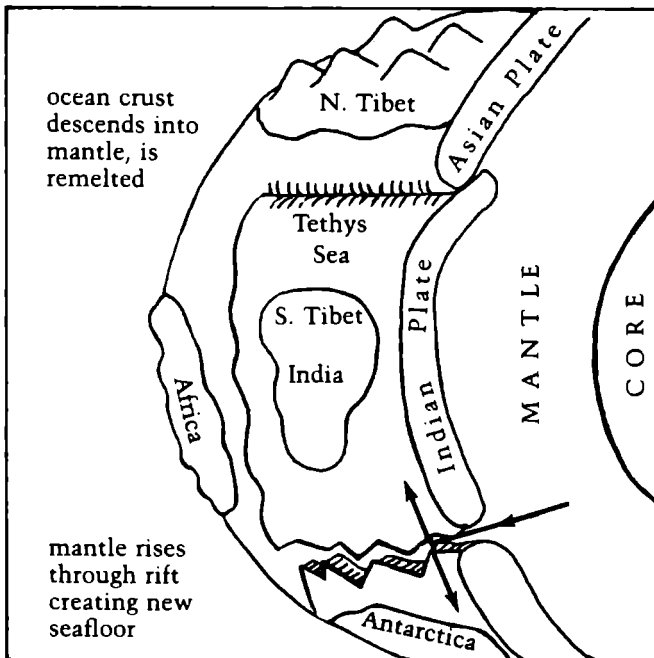 ocean crust
descends into
mantle, is
remelted
N. Tibet
Asian Plate
Tethys
Sea
S. Tibet
India
Indian Plate
MANTLE
CORE
Africa
mantle rises
through rift
creating new
seafloor
Antarctica